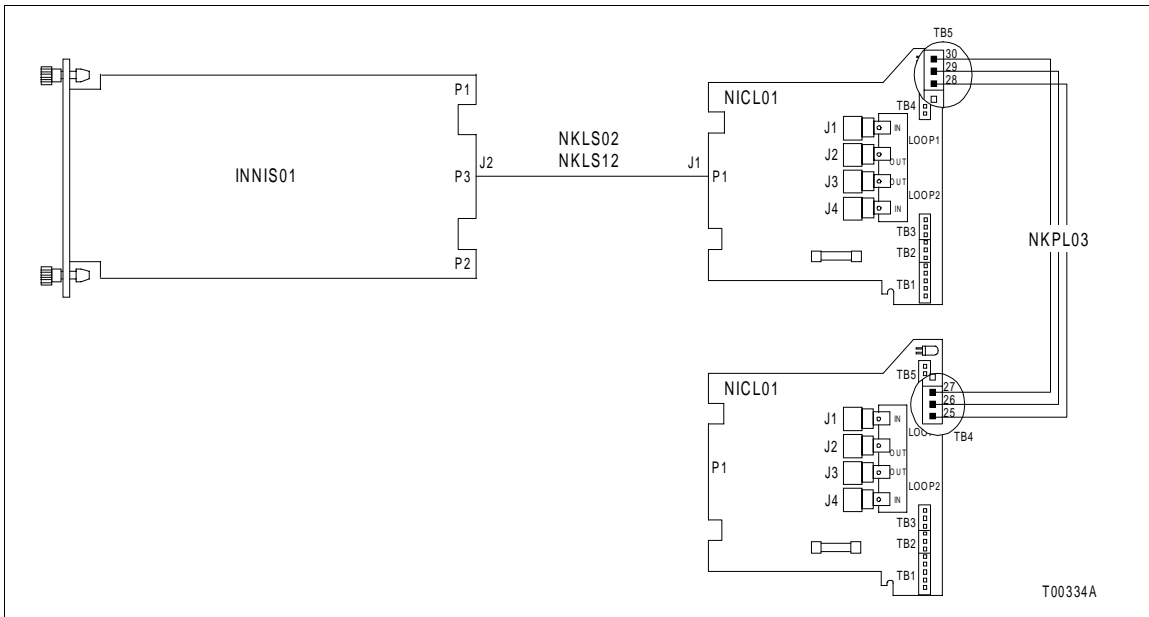 TB5
30
29
28
P1
NICL01
TB4
J1
IN
LOOP1
NKLS02
NKLS12
J2
OUT
INNIS01
P3
J2
J1
P1
J3
OUT
LOOP2
J4
IN
TB3
NKPL03
TB2
P2
TB1
TB5
NICL01
27
26
25
TB4
J1
IN
J2
OUT
P1
J3
OUT
LOOP2
J4
IN
TB3
TB2
TB1
T00334A